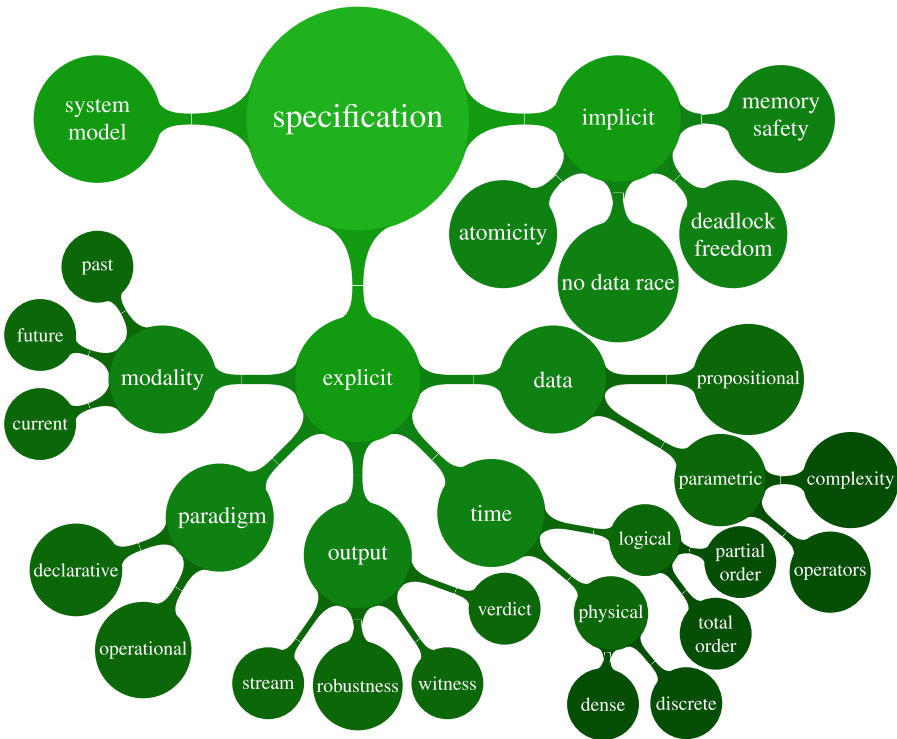 system
model
specification
implicit
memory
safety
atomicity
no data race
deadlock
freedom
past
future
current
modality
explicit
data
propositional
parametric
complexity
operators
paradigm
declarative
operational
output
stream
robustness
witness
verdict
time
logical
partial
order
total
order
physical
dense
discrete